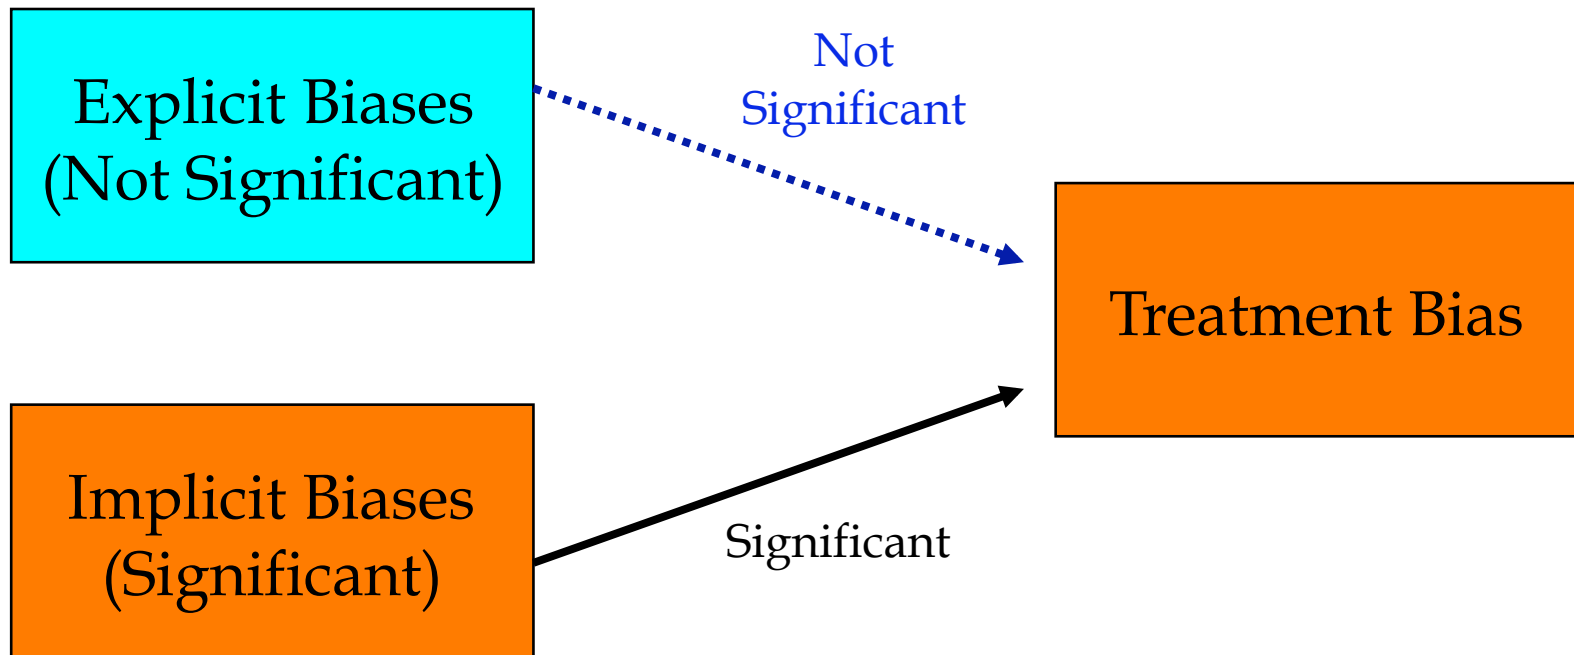 Explicit Biases
(Not Significant)
Not
Significant
Treatment Bias
Implicit Biases
(Significant)
Significant